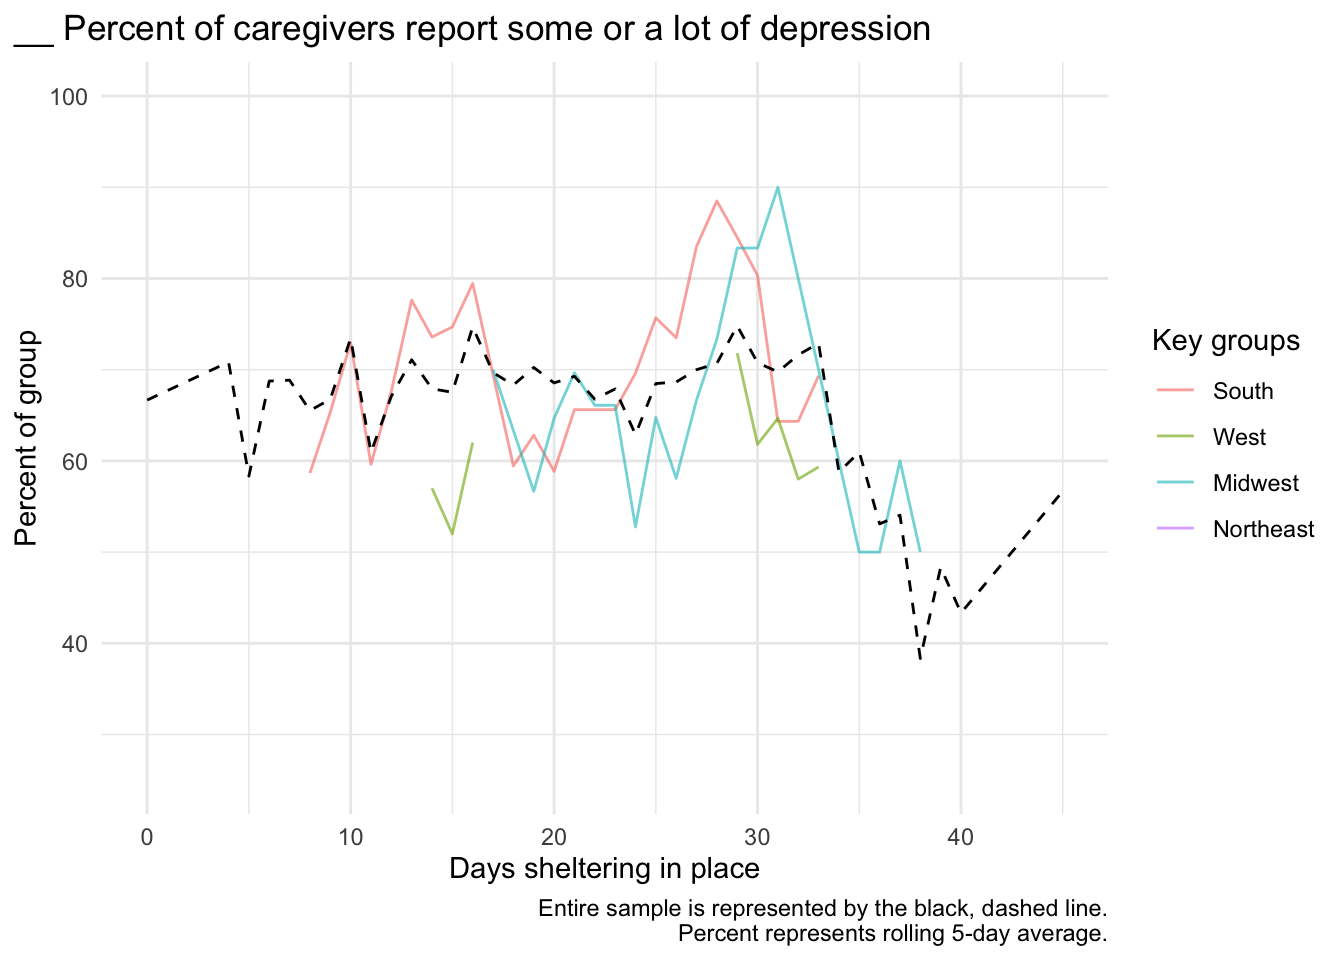 __ Percent of caregivers report some or a lot of depression
100
80
60
40
Percent of group
0 10 20 30 40
Days sheltering in place
Key groups
South
West
Midwest
Northeast
Entire sample is represented by the black, dashed line.
Percent represents rolling 5-day average.